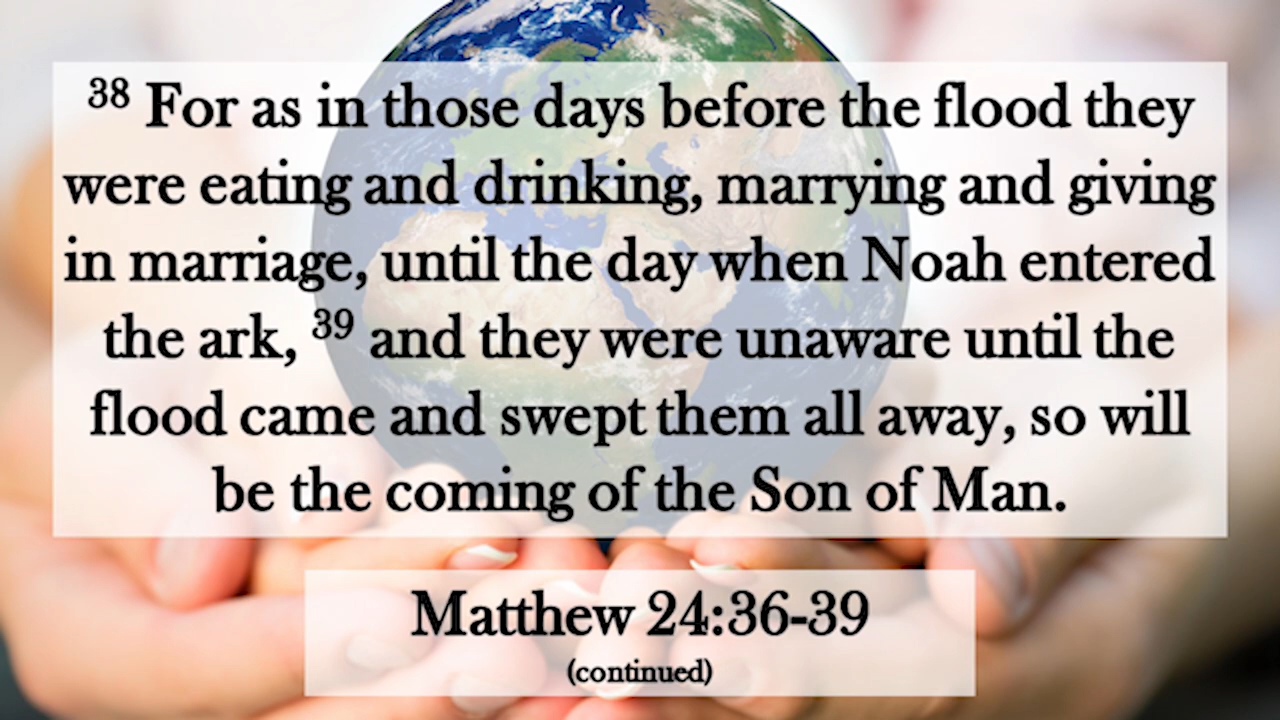 38 For as in those days before the flood they
were eating and drinking, marrying and giving
in marriage, until the day when Noah entered
the ark, 39 and they were unaware until the
flood came and swept them all away, so will
be the coming of the Son of Man.
Matthew 24:36-39
(continued)